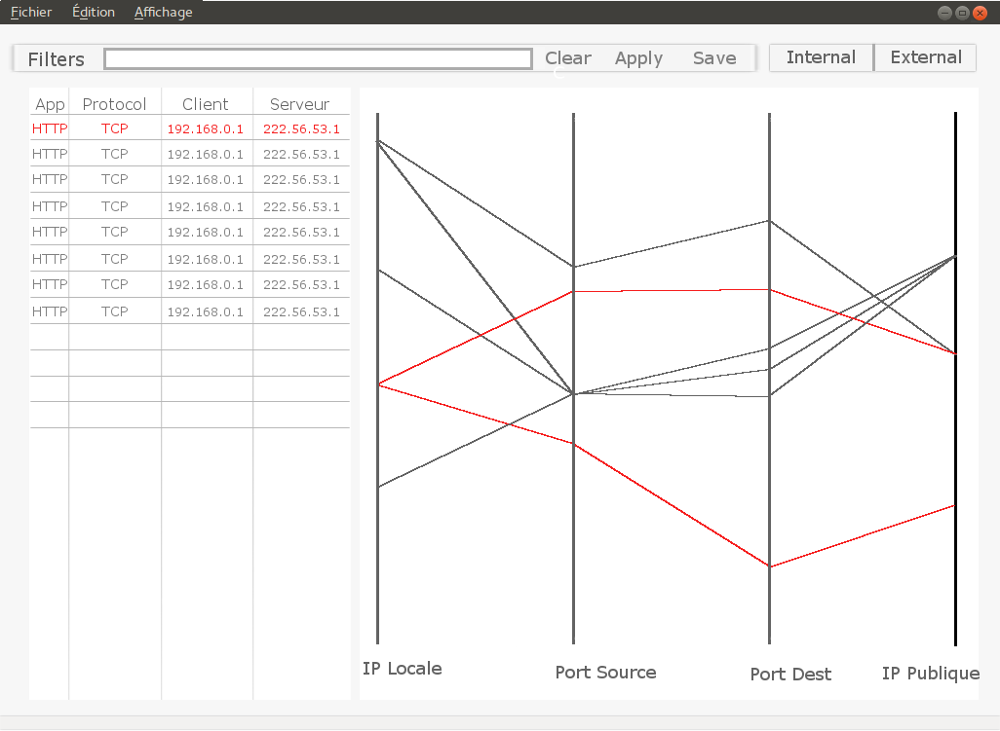 Fichier Édition Affichage
Filters Clear Apply Save Internal External
App Protocol Client Serveur
HTTP TCP 192.168.0.1 222.56.53.1
HTTP TCP 192.168.0.1 222.56.53.1
HTTP TCP 192.168.0.1 222.56.53.1
HTTP TCP 192.168.0.1 222.56.53.1
HTTP TCP 192.168.0.1 222.56.53.1
HTTP TCP 192.168.0.1 222.56.53.1
HTTP TCP 192.168.0.1 222.56.53.1
HTTP TCP 192.168.0.1 222.56.53.1
IP Locale Port Source Port Dest IP Publique